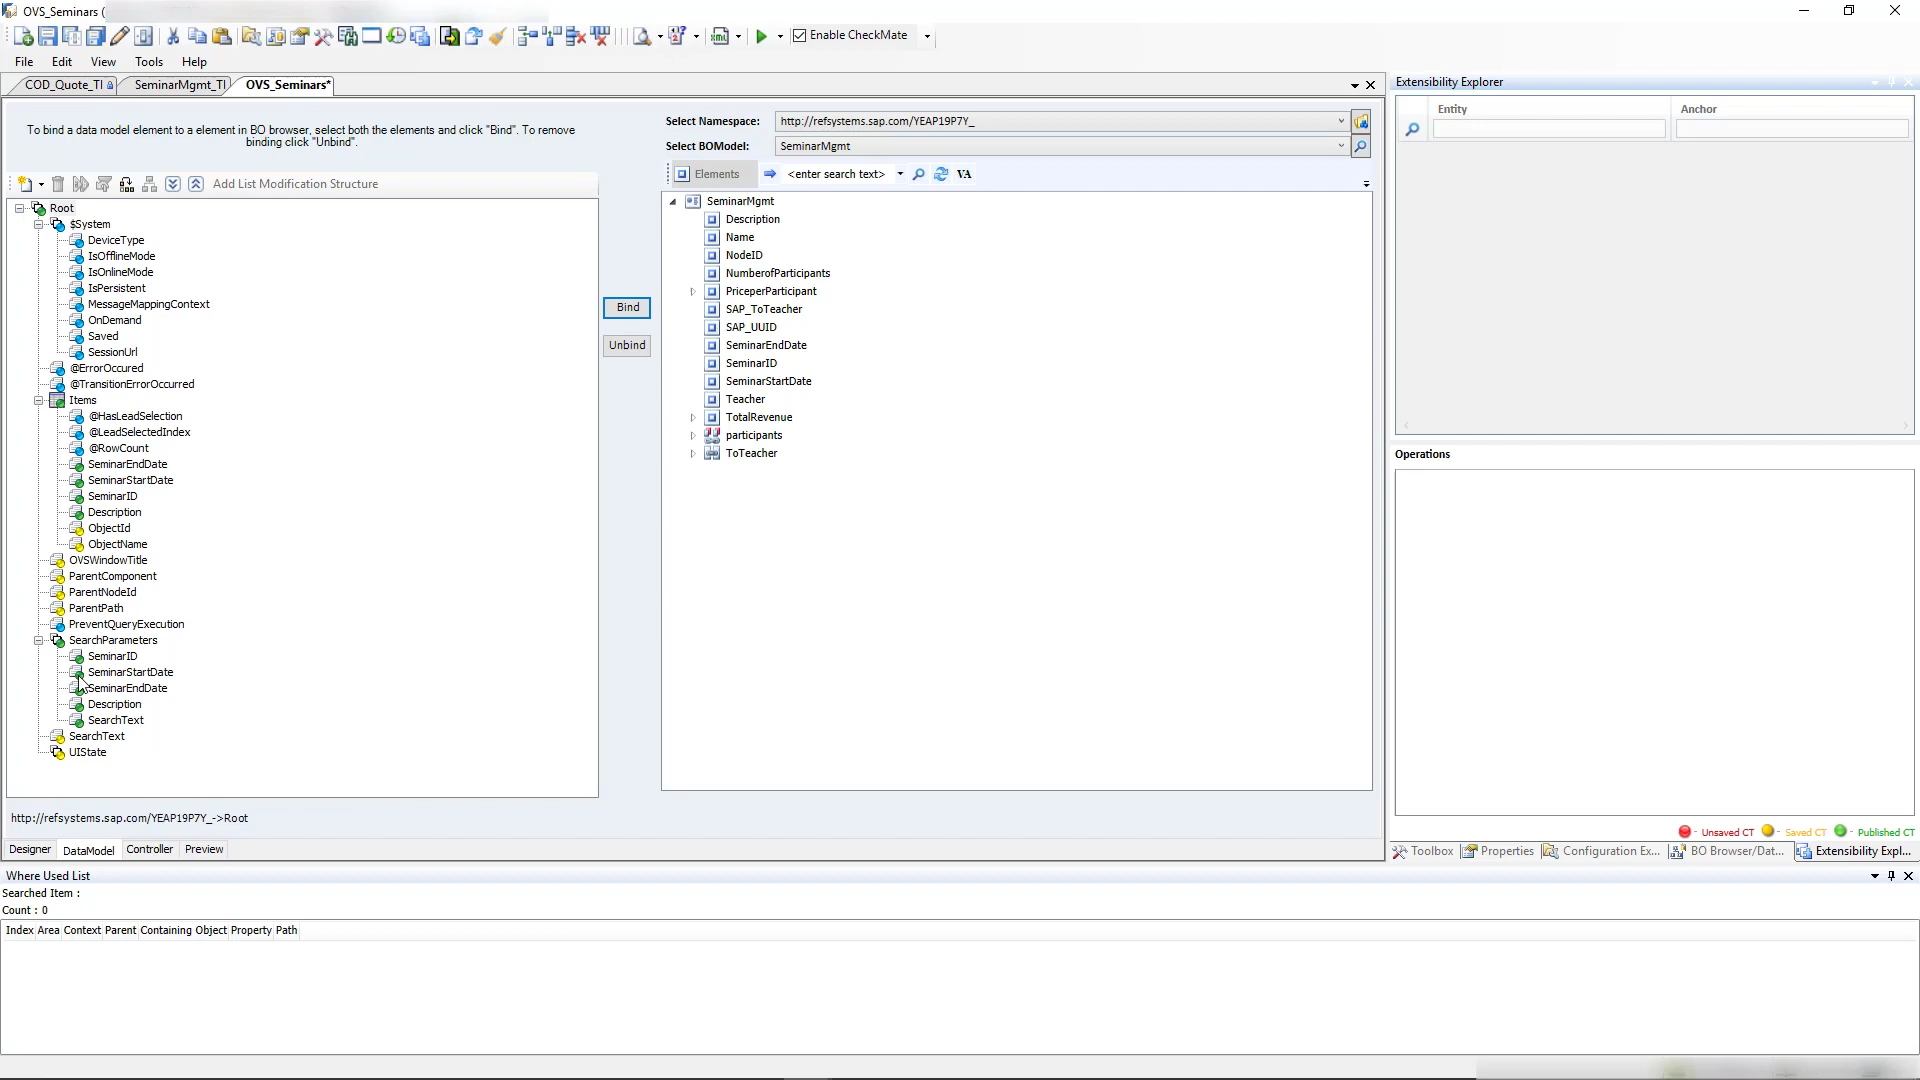 OVS_Seminars (
Enable CheckMate
File Edit View Tools Help
COD_Quote_TI SeminarMgmt_TI OVS_Seminars*
To bind a data model element to a element in BO browser, select both the elements and click "Bind". To remove
binding click "Unbind".
Add List Modification Structure
Root
$System
DeviceType
IsOfflineMode
IsOnlineMode
IsPersistent
MessageMappingContext
OnDemand
Saved
SessionUrl
@ErrorOccured
@TransitionErrorOccurred
Items
@HasLeadSelection
@LeadSelectedIndex
@RowCount
SeminarEndDate
SeminarStartDate
SeminarID
Description
ObjectId
ObjectName
OVSWindowTitle
ParentComponent
ParentNodeId
ParentPath
PreventQueryExecution
SearchParameters
SeminarID
SeminarStartDate
SeminarEndDate
Description
SearchText
SearchText
UIState
http://refsystems.sap.com/YEAP19P7Y_->Root
Designer DataModel Controller Preview
Bind
Unbind
Select Namespace: http://refsystems.sap.com/YEAP19P7Y_
Select BOModel: SeminarMgmt
Elements <enter search text> VA
SeminarMgmt
Description
Name
NodeID
NumberofParticipants
PriceperParticipant
SAP_ToTeacher
SAP_UUID
SeminarEndDate
SeminarID
SeminarStartDate
Teacher
TotalRevenue
participants
ToTeacher
Extensibility Explorer
Entity Anchor
Operations
- Unsaved CT - Saved CT - Published CT
Toolbox Properties Configuration Ex... BO Browser/Dat... Extensibility Expl...
Where Used List
Searched Item :
Count : 0
Index Area Context Parent Containing Object Property Path